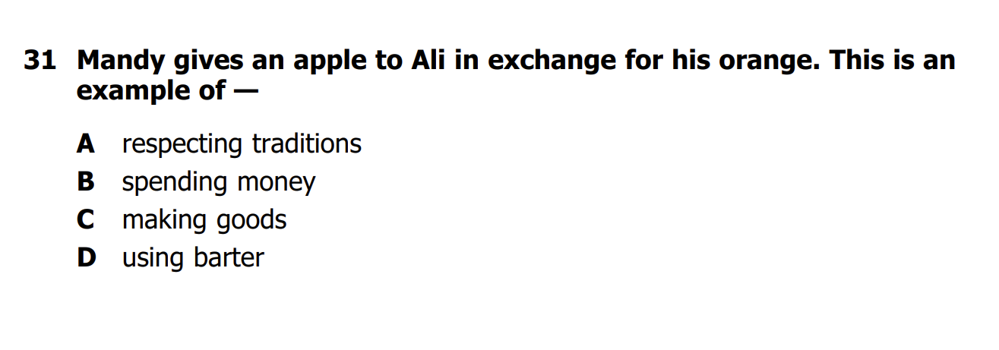 31 Mandy gives an apple to Ali in exchange for his orange. This is an
example of —
A respecting traditions
B spending money
C making goods
D using barter